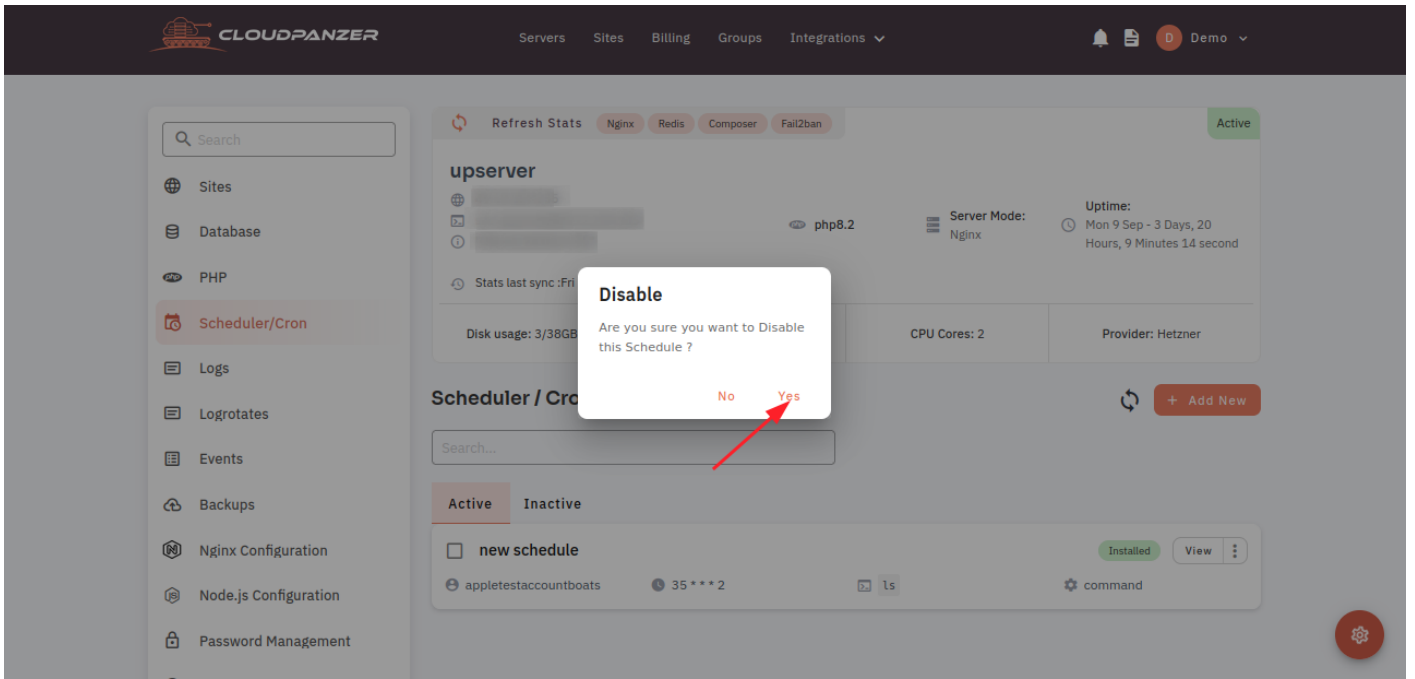 CLOUDPANZER
Servers Sites Billing Groups Integrations
D Demo
Search
Sites
Database
PHP
Scheduler/Cron
Logs
Logrotates
Events
Backups
Nginx Configuration
Node.js Configuration
Password Management
Refresh Stats Nginx Redis Composer Fail2ban
Active
upserver
php php8.2
Server Mode:
Nginx
Uptime:
Mon 9 Sep - 3 Days, 20
Hours, 9 Minutes 14 second
Stats last sync :Fri
Disk usage: 3/38GB
CPU Cores: 2
Provider: Hetzner
Disable
Are you sure you want to Disable
this Schedule ?
No Yes
Scheduler / Cro
+ Add New
Search...
Active Inactive
new schedule
Installed View
appletestaccountboats 35 * * * 2 ls command